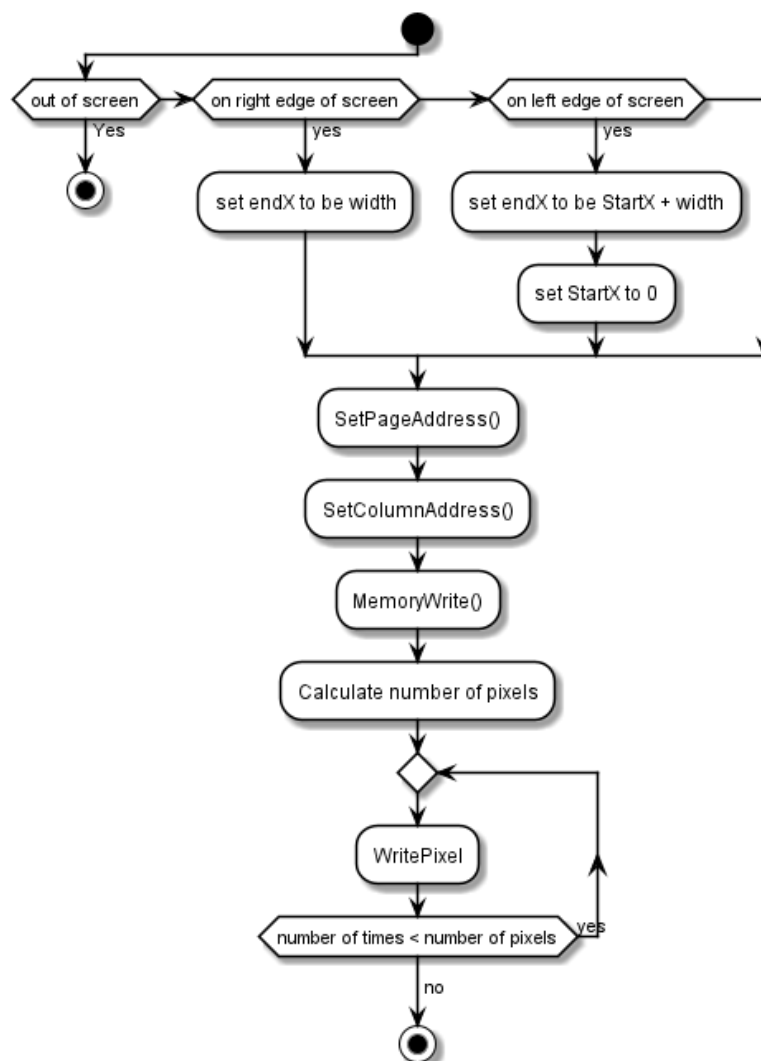 out of screen
on right edge of screen
on left edge of screen
Yes
yes
yes
set endX to be width
set endX to be StartX + width
set StartX to 0
SetPageAddress()
SetColumnAddress()
MemoryWrite()
Calculate number of pixels
WritePixel
number of times < number of pixels
yes
no